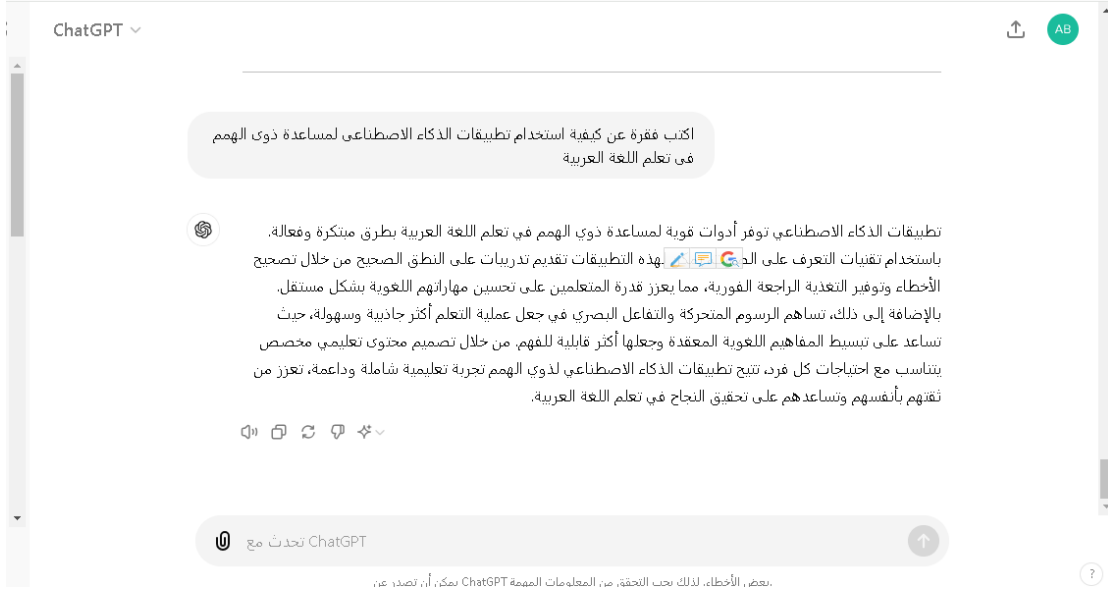 ChatGPT
AB
اكتب فقرة عن كيفية استخدام تطبيقات الذكاء الاصطناعى لمساعدة ذوى الهمم
فى تعلم اللغة العربية
تطبيقات الذكاء الاصطناعي توفر أدوات قوية لمساعدة ذوي الهمم في تعلم اللغة العربية بطرق مبتكرة وفعالة.
باستخدام تقنيات التعرف على لهذه التطبيقات تقديم تدريبات على النطق الصحيح من خلال تصحيح
الأخطاء وتوفير التغذية الراجعة الفورية، مما يعزز قدرة المتعلمين على تحسين مهاراتهم اللغوية بشكل مستقل.
بالإضافة إلى ذلك، تساهم الرسوم المتحركة والتفاعل البصري في جعل عملية التعلم أكثر جاذبية وسهولة، حيث
تساعد على تبسيط المفاهيم اللغوية المعقدة وجعلها أكثر قابلية للفهم. من خلال تصميم محتوى تعليمي مخصص
يتناسب مع احتياجات كل فرد، تتيح تطبيقات الذكاء الاصطناعي لذوي الهمم تجربة تعليمية شاملة وداعمة، تعزز من
ثقتهم بأنفسهم وتساعدهم على تحقيق النجاح في تعلم اللغة العربية.
تحدث مع ChatGPT
بعض الأخطاء. لذلك يجب التحقق من المعلومات المهمة ChatGPT يمكن أن تصدر عن.
?